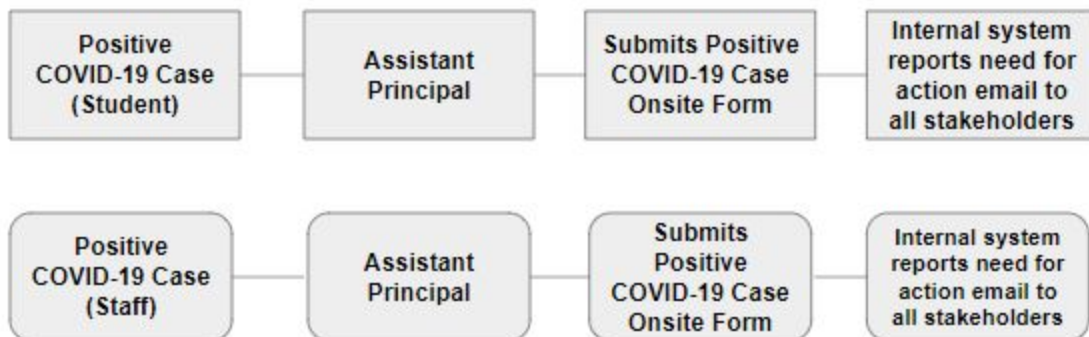 Positive
COVID-19 Case
(Student)
Assistant
Principal
Submits Positive
COVID-19 Case
Onsite Form
Internal system
reports need for
action email to
all stakeholders
Positive
COVID-19 Case
(Staff)
Assistant
Principal
Submits
Positive
COVID-19 Case
Onsite Form
Internal system
reports need for
action email to
all stakeholders